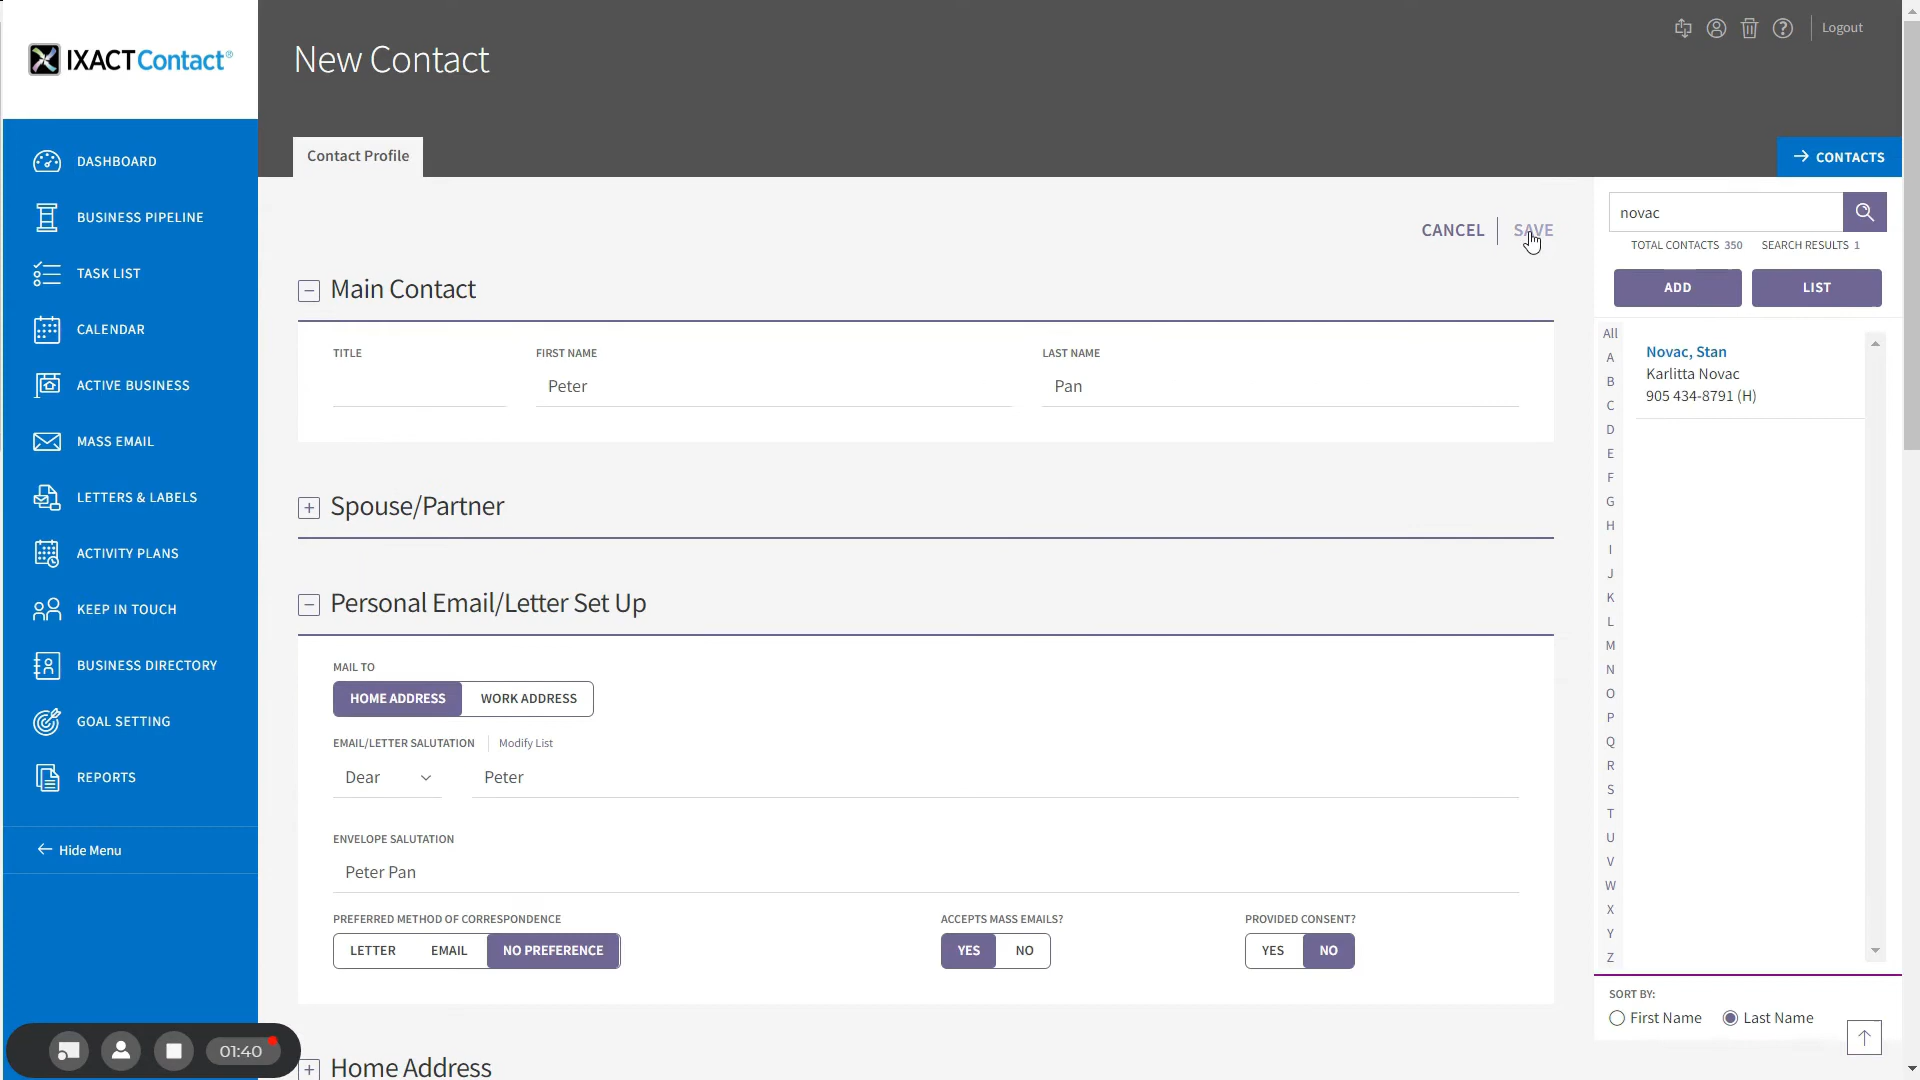 IXACTContact®
New Contact
Logout
Contact Profile
CONTACTS
DASHBOARD
BUSINESS PIPELINE
TASK LIST
CALENDAR
ACTIVE BUSINESS
MASS EMAIL
LETTERS & LABELS
ACTIVITY PLANS
KEEP IN TOUCH
BUSINESS DIRECTORY
GOAL SETTING
REPORTS
Hide Menu
01:40
CANCEL
SAVE
Main Contact
TITLE
FIRST NAME
LAST NAME
Peter
Pan
Spouse/Partner
Personal Email/Letter Set Up
MAIL TO
HOME ADDRESS
WORK ADDRESS
EMAIL/LETTER SALUTATION
Modify List
Dear
Peter
ENVELOPE SALUTATION
Peter Pan
PREFERRED METHOD OF CORRESPONDENCE
ACCEPTS MASS EMAILS?
PROVIDED CONSENT?
LETTER
EMAIL
NO PREFERENCE
YES
NO
YES
NO
Home Address
novac
TOTAL CONTACTS 350
SEARCH RESULTS 1
ADD
LIST
All
A
B
C
D
E
F
G
H
I
J
K
L
M
N
O
P
Q
R
S
T
U
V
W
X
Y
Z
Novac, Stan
Karlitta Novac
905 434-8791 (H)
SORT BY:
First Name
Last Name